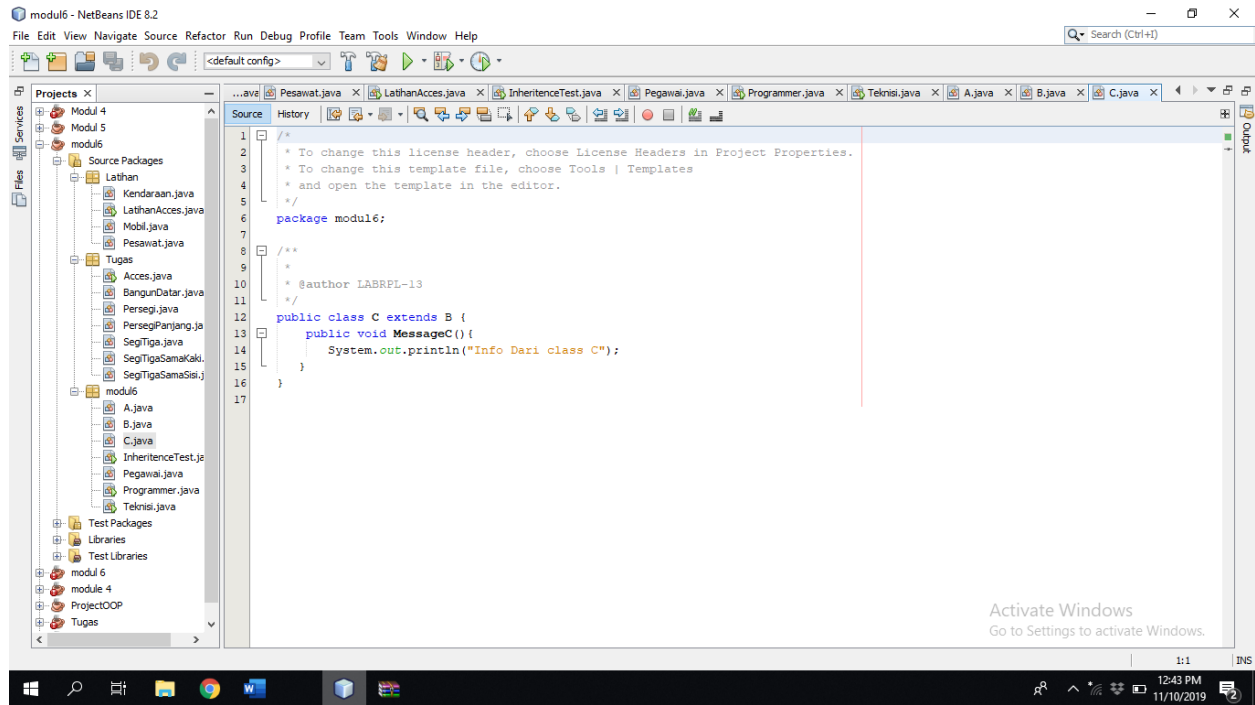 modul6 - NetBeans IDE 8.2
File Edit View Navigate Source Refactor Run Debug Profile Team Tools Window Help
Search (Ctrl+I)
<default config>
Projects
...ava Pesawat.java LatihanAcces.java InheritenceTest.java Pegawai.java Programmer.java Teknisi.java A.java B.java C.java
Source History
Services
Files
Output
Modul 4
Modul 5
modul6
Source Packages
Latihan
Kendaraan.java
LatihanAcces.java
Mobil.java
Pesawat.java
Tugas
Acces.java
BangunDatar.java
Persegi.java
PersegiPanjang.ja
SegiTiga.java
SegiTigaSamaKaki.
SegiTigaSamaSisi.j
modul6
A.java
B.java
C.java
InheritenceTest.ja
Pegawai.java
Programmer.java
Teknisi.java
Test Packages
Libraries
Test Libraries
modul 6
module 4
ProjectOOP
Tugas
1 /*
2 * To change this license header, choose License Headers in Project Properties.
3 * To change this template file, choose Tools | Templates
4 * and open the template in the editor.
5 */
6 package modul6;
7
8 /**
9 *
10 * @author LABRPL-13
11 */
12 public class C extends B {
13 public void MessageC(){
14 System.out.println("Info Dari class C");
15 }
16 }
17
Activate Windows
Go to Settings to activate Windows.
1:1 INS
12:43 PM
11/10/2019
2